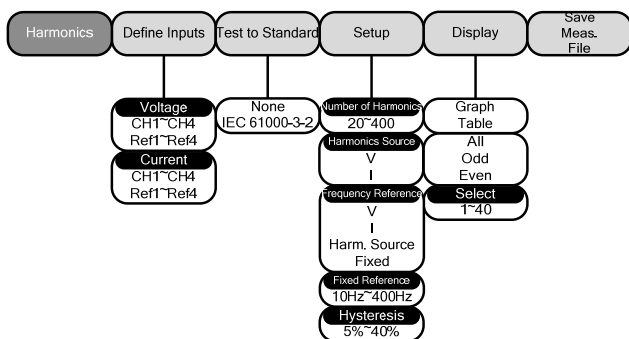 Harmonics
Define Inputs
Test to Standard
Setup
Display
Save
Meas.
File
Voltage
CH1~CH4
Ref1~Ref4
Current
CH1~CH4
Ref1~Ref4
None
IEC 61000-3-2
Number of Harmonics
20~400
Harmonics Source
V
I
Frequency Reference
V
I
Harm. Source
Fixed
Fixed Reference
10Hz~400Hz
Hysteresis
5%~40%
Graph
Table
All
Odd
Even
Select
1~40